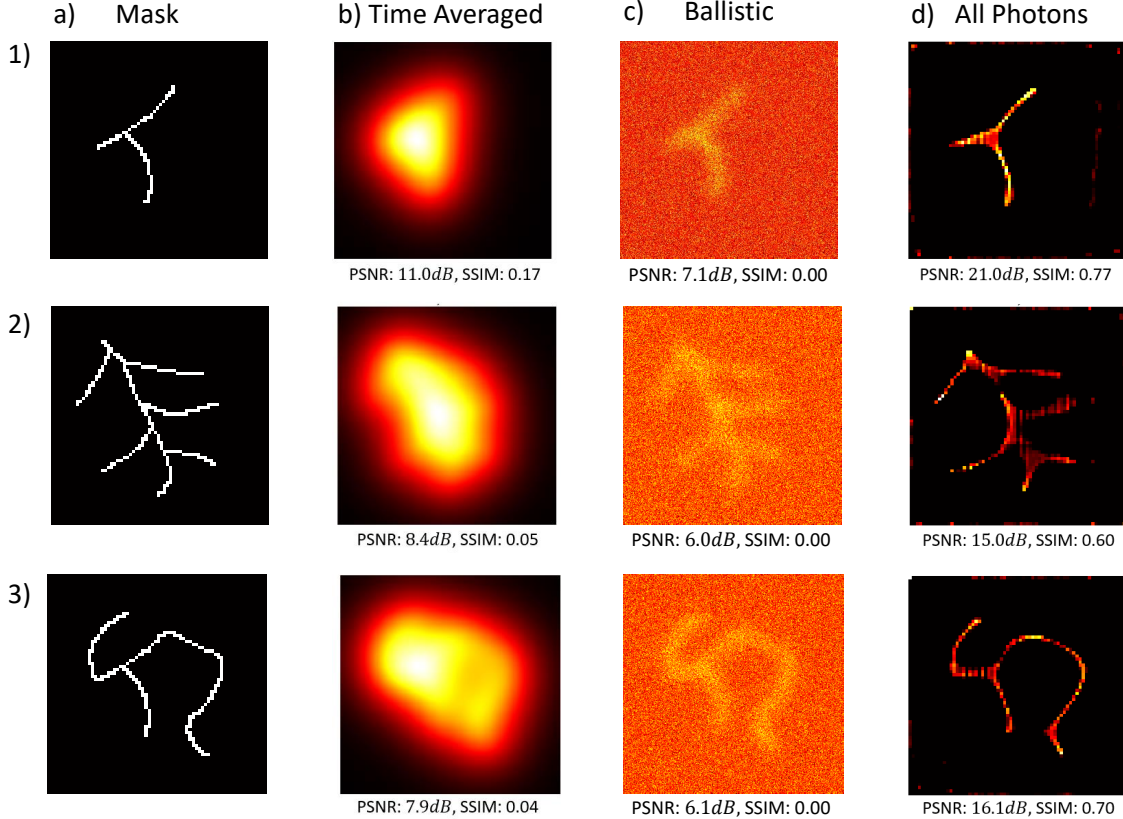 a) Mask b) Time Averaged c) Ballistic d) All Photons
1)
PSNR: 11.0dB, SSIM: 0.17 PSNR: 7.1dB, SSIM: 0.00 PSNR: 21.0dB, SSIM: 0.77
2)
PSNR: 8.4dB, SSIM: 0.05 PSNR: 6.0dB, SSIM: 0.00 PSNR: 15.0dB, SSIM: 0.60
3)
PSNR: 7.9dB, SSIM: 0.04 PSNR: 6.1dB, SSIM: 0.00 PSNR: 16.1dB, SSIM: 0.70